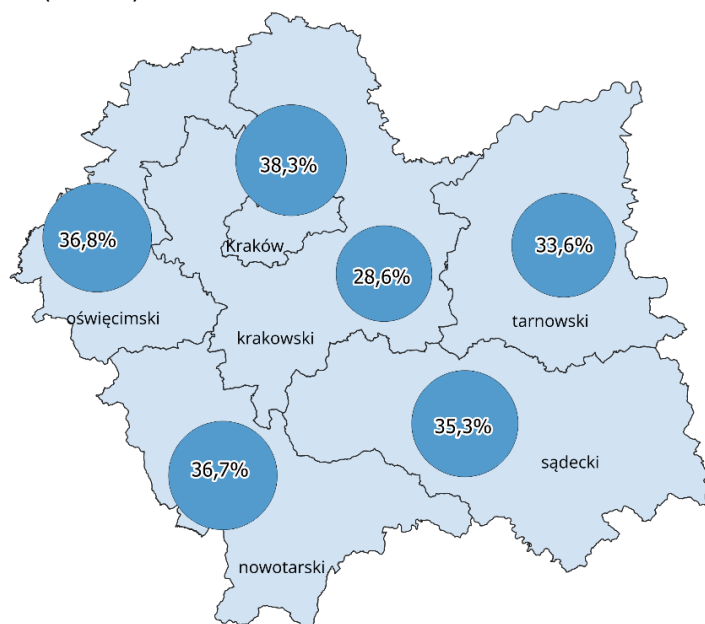 38,3%
36,8%
Kraków
33,6%
28,6%
oświęcimski
tarnowski
krakowski
35,3%
sądecki
36,7%
nowotarski